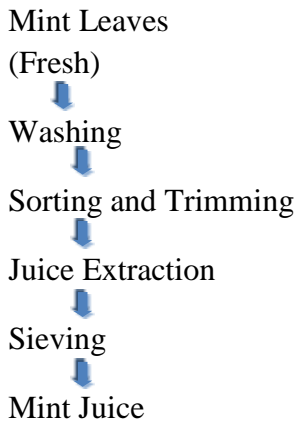 Mint Leaves
(Fresh)
Washing
Sorting and Trimming
Juice Extraction
Sieving
Mint Juice